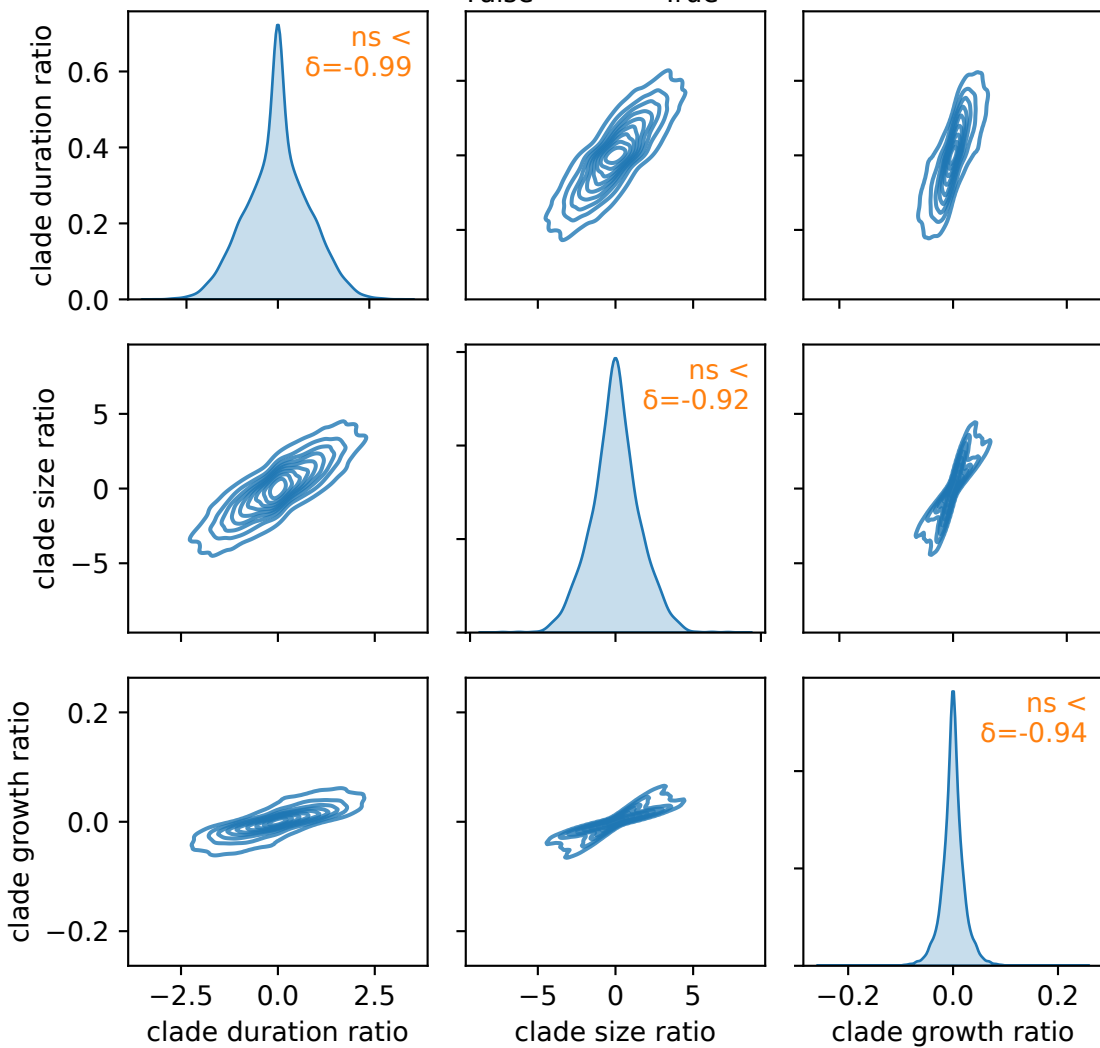 clade duration ratio
0.6
0.4
0.2
0.0
ns <
δ=-0.99
clade size ratio
5
0
−5
ns <
δ=-0.92
clade growth ratio
0.2
0.0
−0.2
ns <
δ=-0.94
−2.5 0.0 2.5
−5 0 5
−0.2 0.0 0.2
clade duration ratio
clade size ratio
clade growth ratio